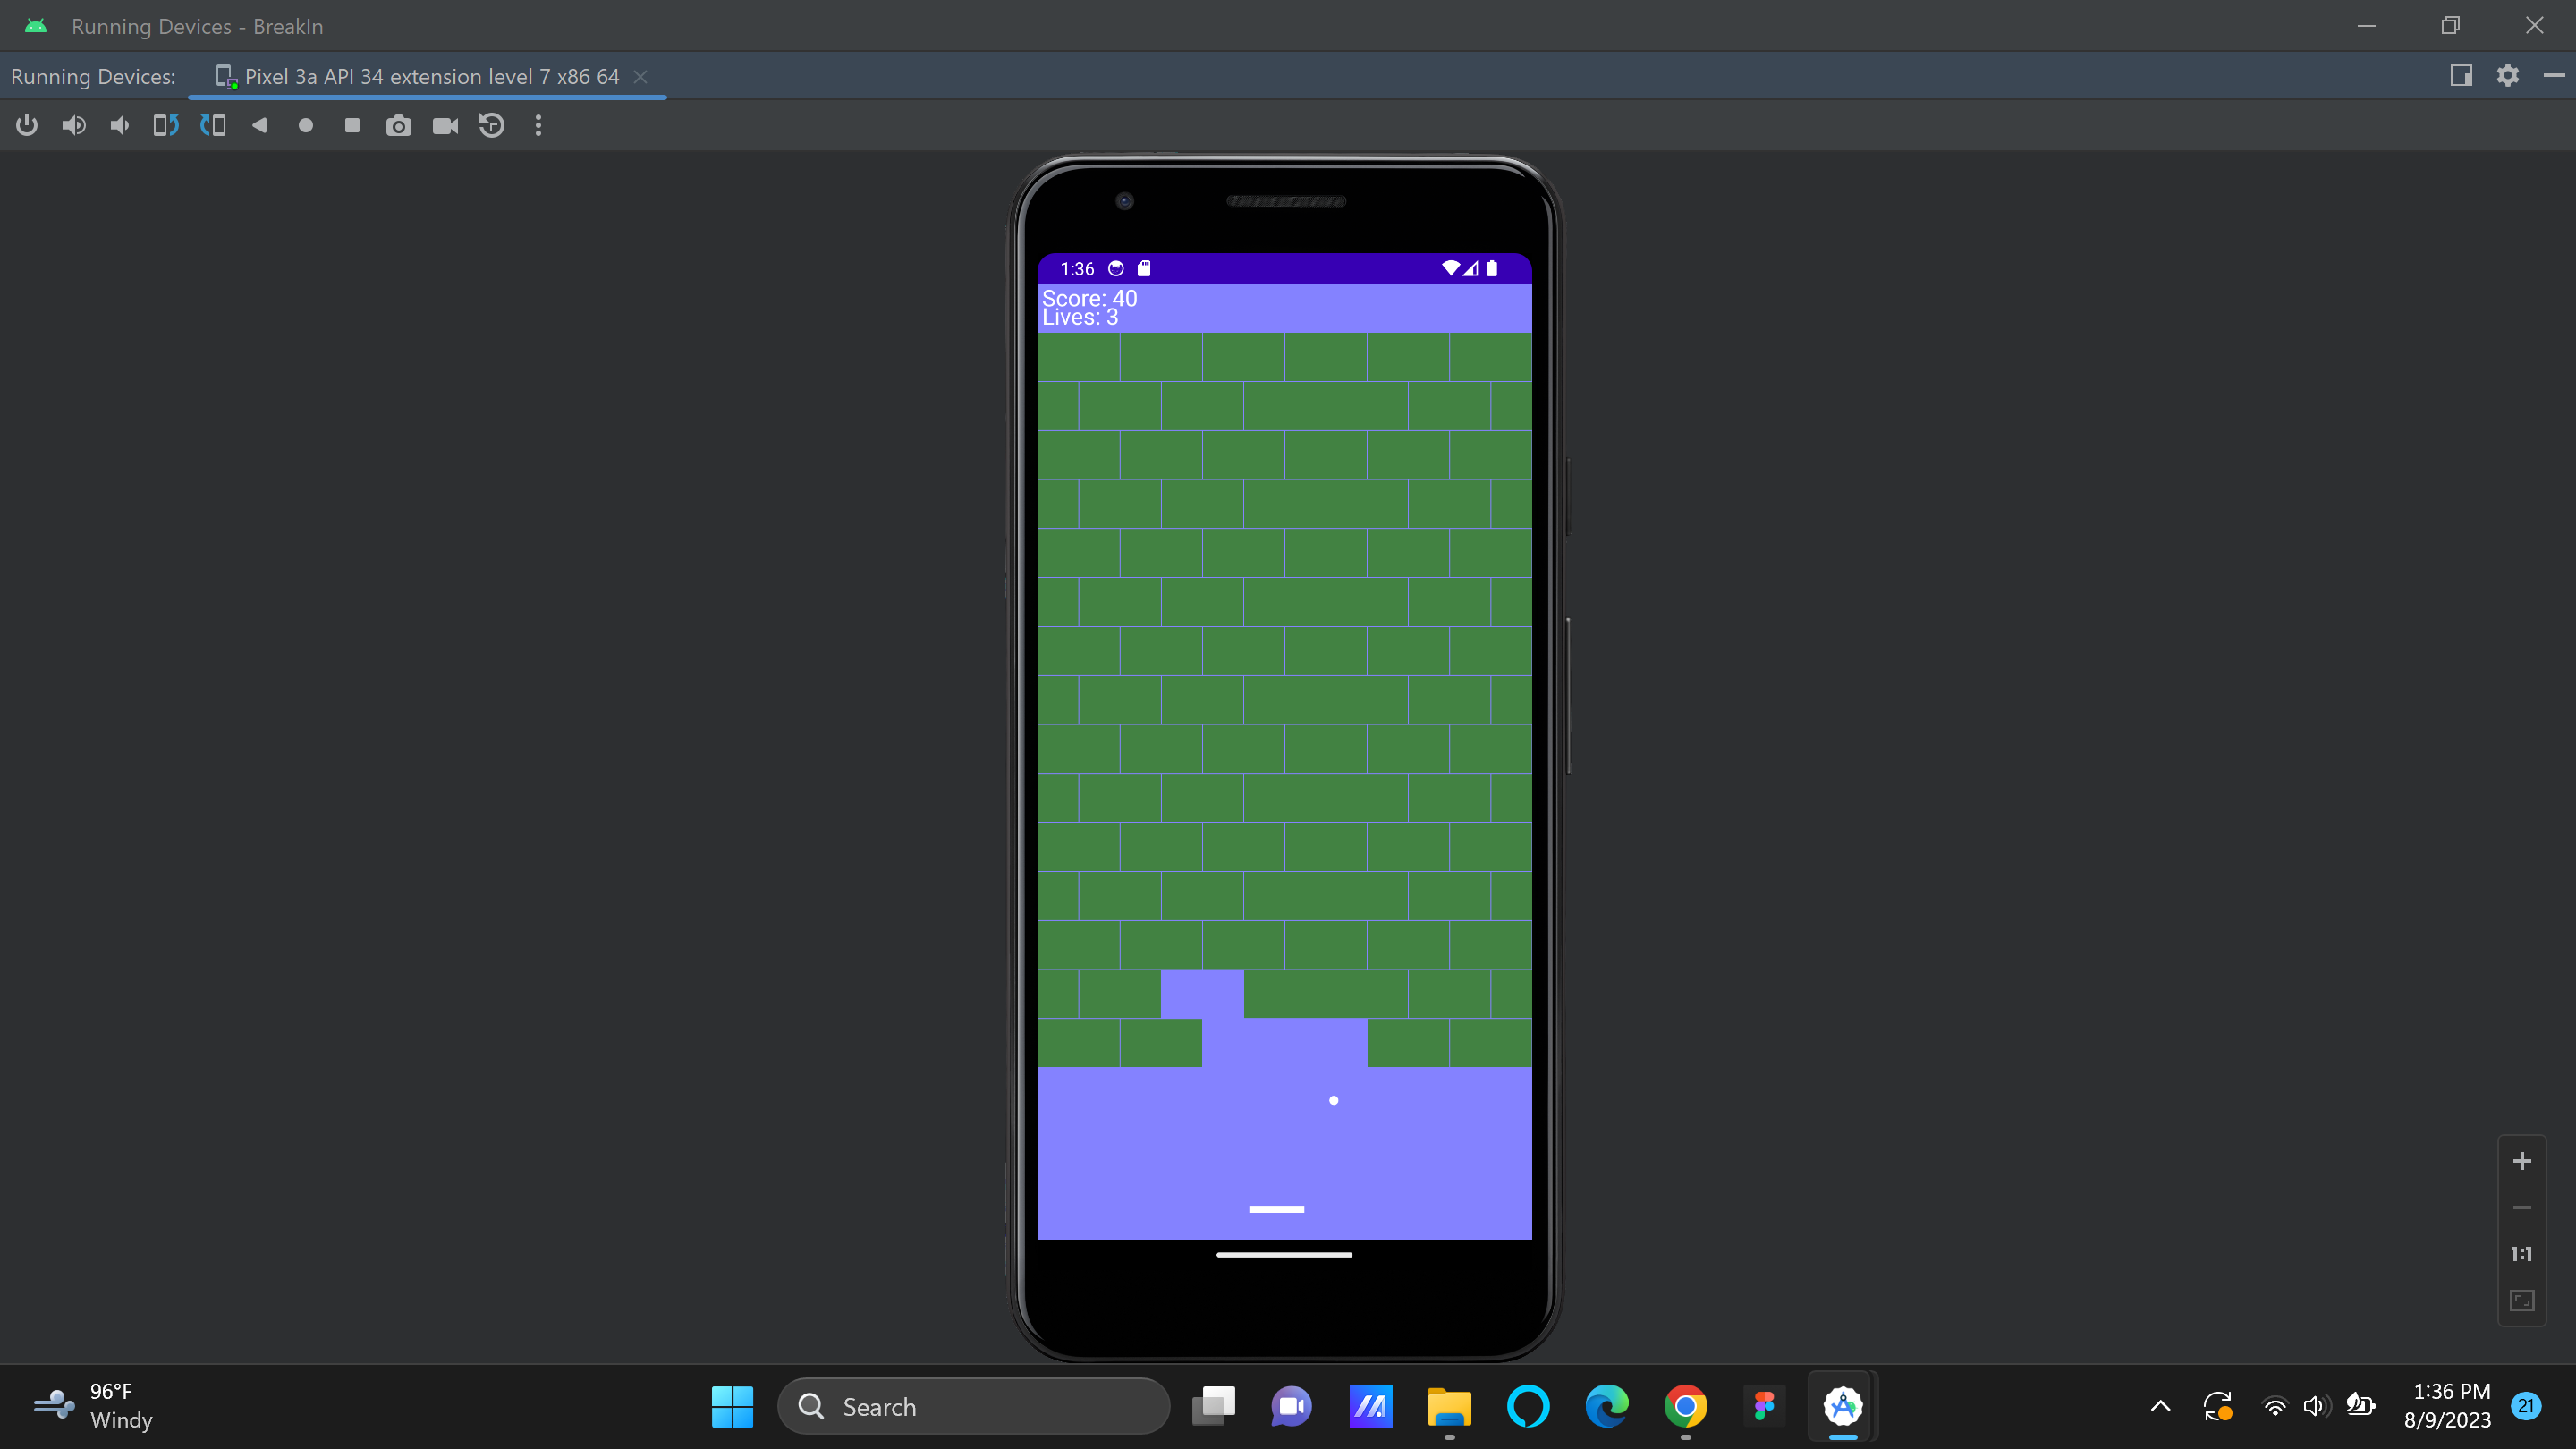 Running Devices - BreakIn
Running Devices:
Pixel 3a API 34 extension level 7 x86 64
1:36
Score: 40
Lives: 3
1:1
96°F
Windy
Search
1:36 PM
8/9/2023
21